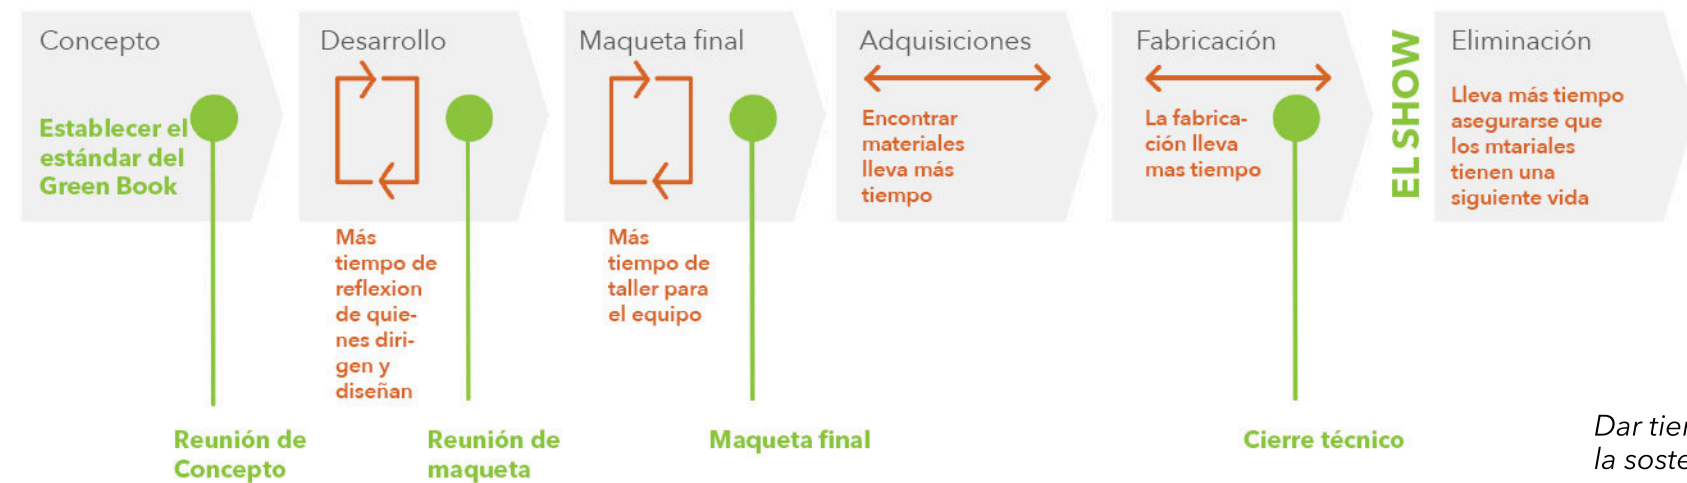 Concepto
Establecer el
estándar del
Green Book
Reunión de
Concepto
Desarrollo
Más
tiempo de
reflexion
de quie-
nes diri-
gen y
diseñan
Reunión de
maqueta
Maqueta final
Más
tiempo de
taller para
el equipo
Maqueta final
Adquisiciones
Encontrar
materiales
lleva más
tiempo
Fabricación
La fabrica-
ción lleva
mas tiempo
Cierre técnico
EL SHOW
Eliminación
Lleva más tiempo
asegurarse que
los mtariales
tienen una
siguiente vida
Dar
la